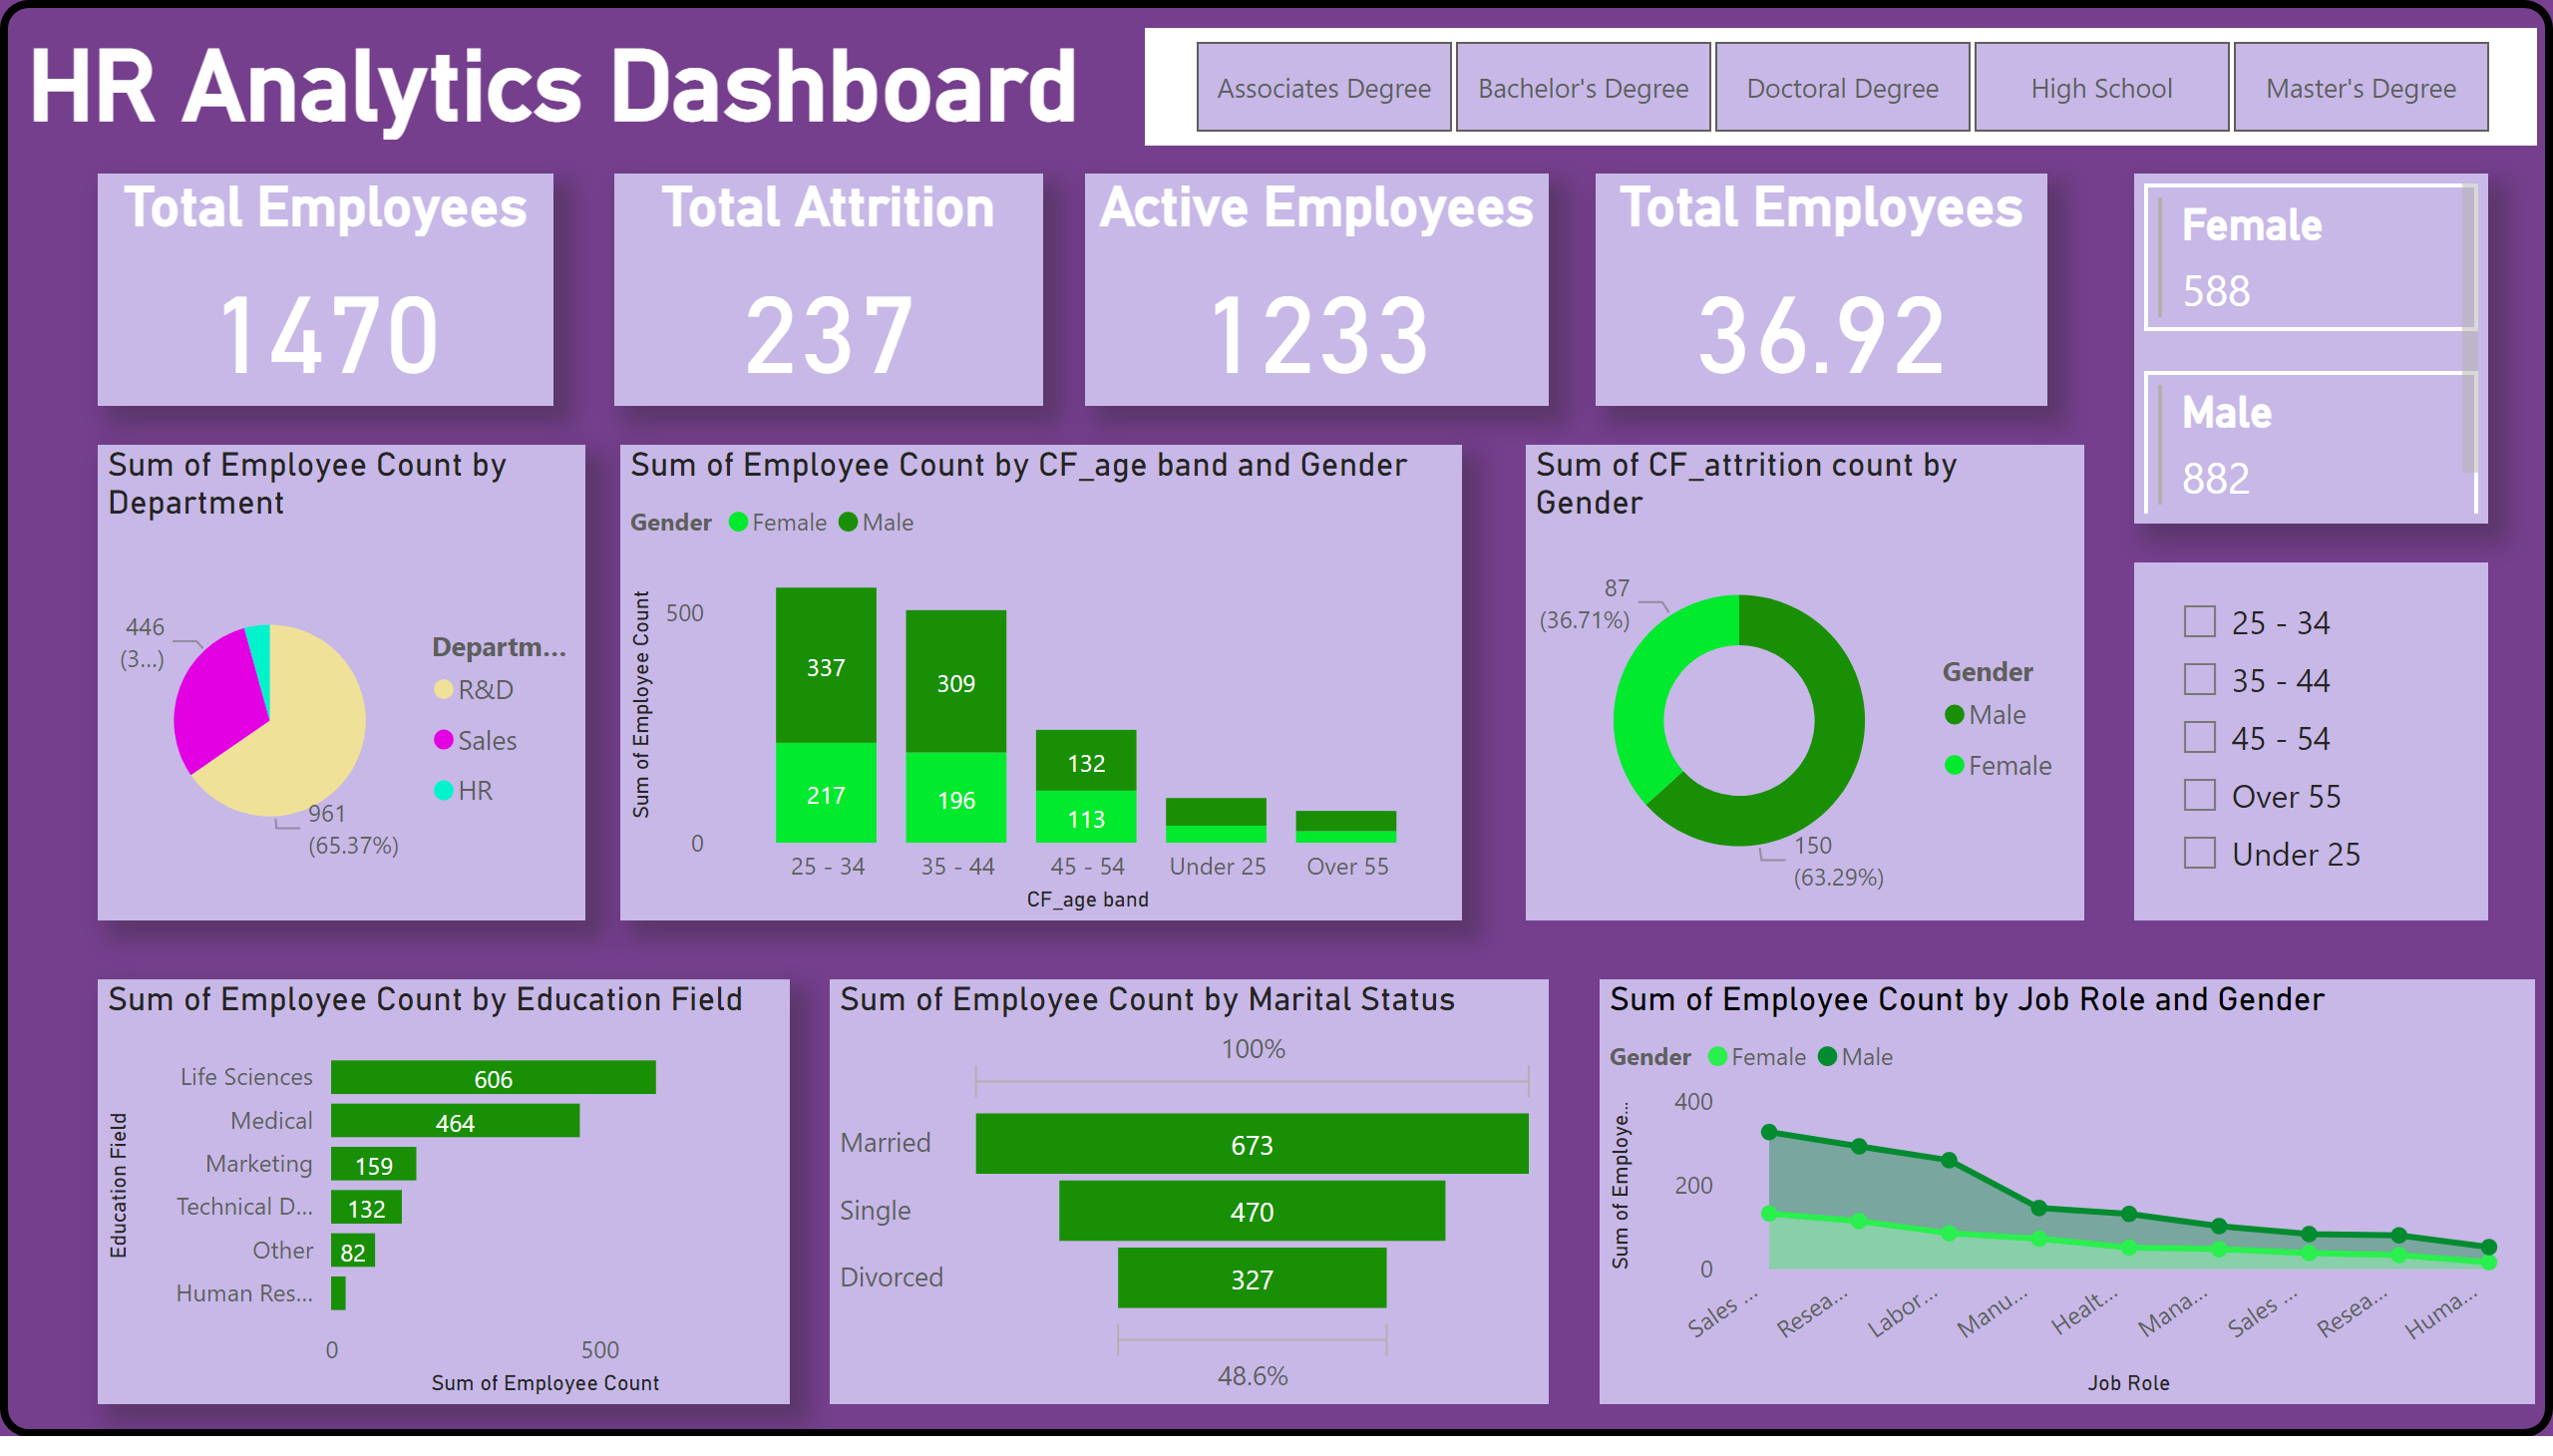 HR Analytics Dashboard
Associates Degree
Bachelor's Degree
Doctoral Degree
High School
Master's Degree
Total Employees
1470
Total Attrition
237
Active Employees
1233
Total Employees
36.92
Female
588
Male
882
Sum of Employee Count by
Department
446
(3...)
961
(65.37%)
Departm...
R&D
Sales
HR
Sum of Employee Count by CF_age band and Gender
Gender Female Male
Sum of Employee Count
500
0
337
217
309
196
132
113
25 - 34
35 - 44
45 - 54
Under 25
Over 55
CF_age band
Sum of CF_attrition count by
Gender
87
(36.71%)
150
(63.29%)
Gender
Male
Female
25 - 34
35 - 44
45 - 54
Over 55
Under 25
Sum of Employee Count by Education Field
Education Field
Life Sciences 606
Medical 464
Marketing 159
Technical D... 132
Other 82
Human Res...
0 500
Sum of Employee Count
Sum of Employee Count by Marital Status
100%
Married 673
Single 470
Divorced 327
48.6%
Sum of Employee Count by Job Role and Gender
Gender Female Male
Sum of Employe...
400
200
0
Sales ...
Resea...
Labor...
Manu...
Healt...
Mana...
Sales ...
Resea...
Huma...
Job Role